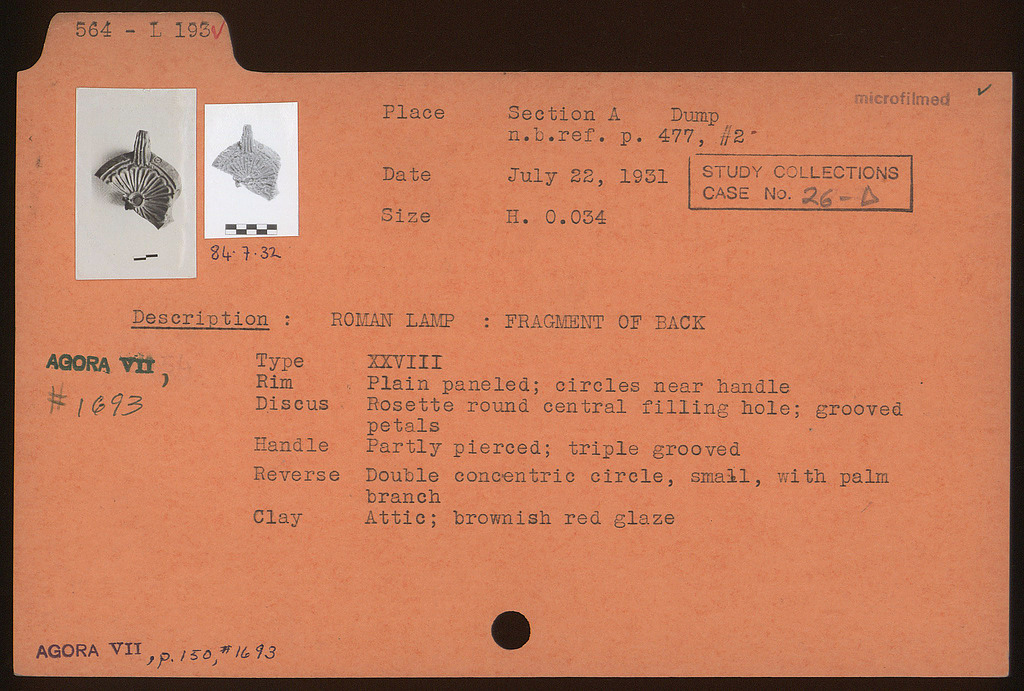 564 - L 193✓
microfilmed ✓
Place Section A Dump
n.b.ref. p. 477, #2
Date July 22, 1931
STUDY COLLECTIONS
CASE No. 26-Δ
Size H. 0.034
84.7.32
Description : ROMAN LAMP : FRAGMENT OF BACK
AGORA VII,
#1693
Type XXVIII
Rim Plain paneled; circles near handle
Discus Rosette round central filling hole; grooved
petals
Handle Partly pierced; triple grooved
Reverse Double concentric circle, small, with palm
branch
Clay Attic; brownish red glaze
AGORA VII, p. 150, #1693